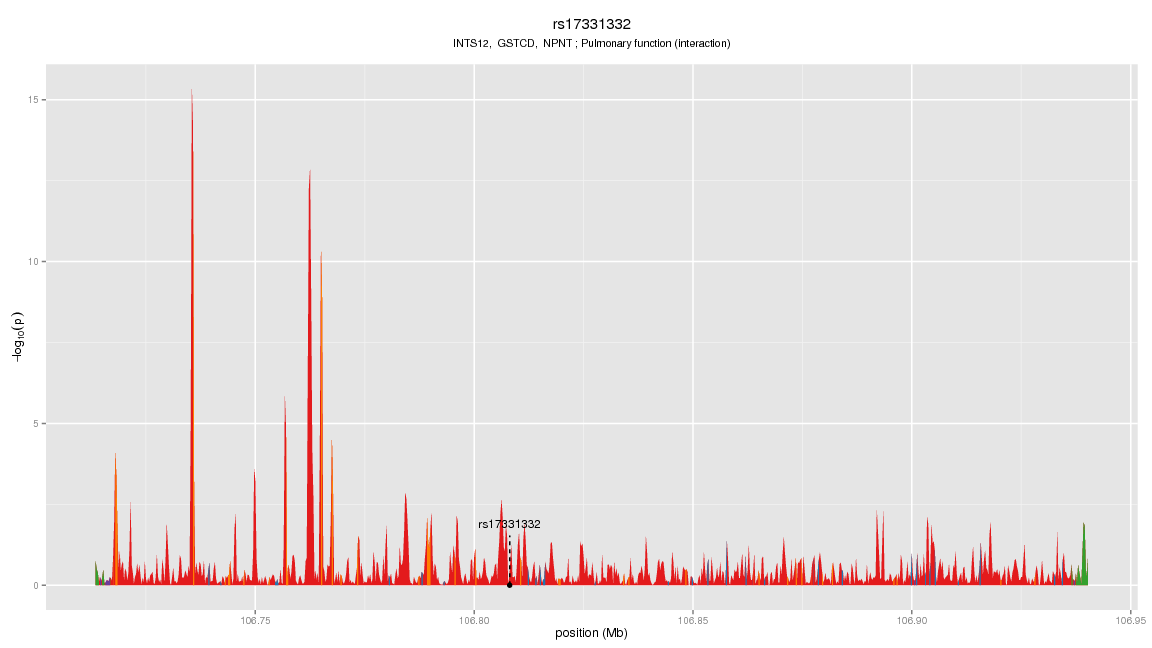 rs17331332
INTS12, GSTCD, NPNT ; Pulmonary function (interaction)
15
10
5
0
−log10(p)
rs17331332
106.75 106.80 106.85 106.90 106.95
position (Mb)